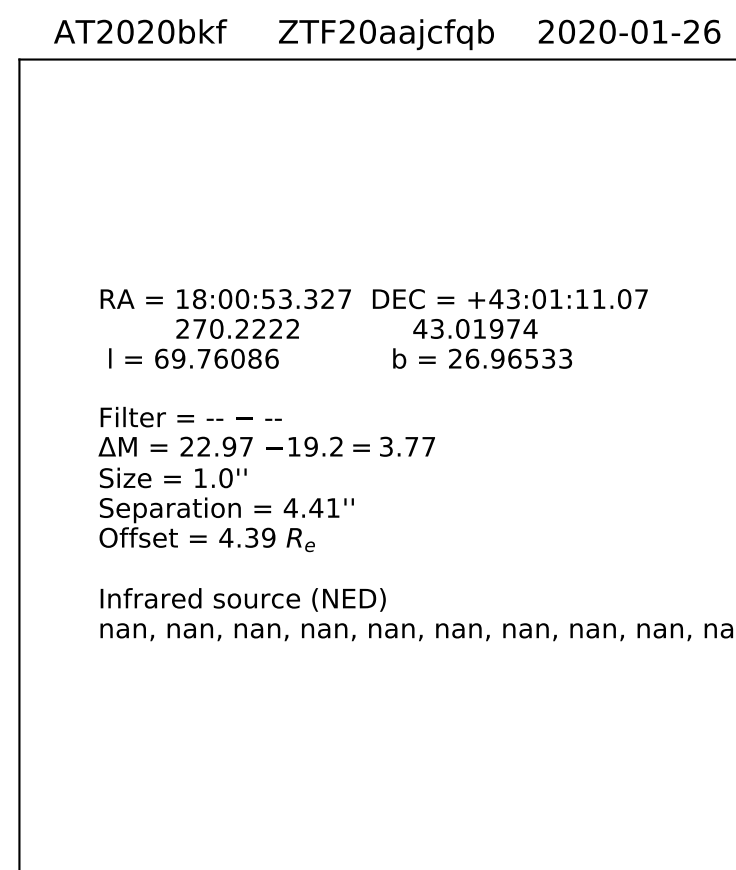 AT2020bkf ZTF20aajcfqb 2020-01-26
RA = 18:00:53.327 DEC = +43:01:11.07
270.2222 43.01974
l = 69.76086 b = 26.96533
Filter = -- − --
ΔM = 22.97 −19.2 = 3.77
Size = 1.0''
Separation = 4.41''
Offset = 4.39 Rₑ
Infrared source (NED)
nan, nan, nan, nan, nan, nan, nan, nan, nan, na